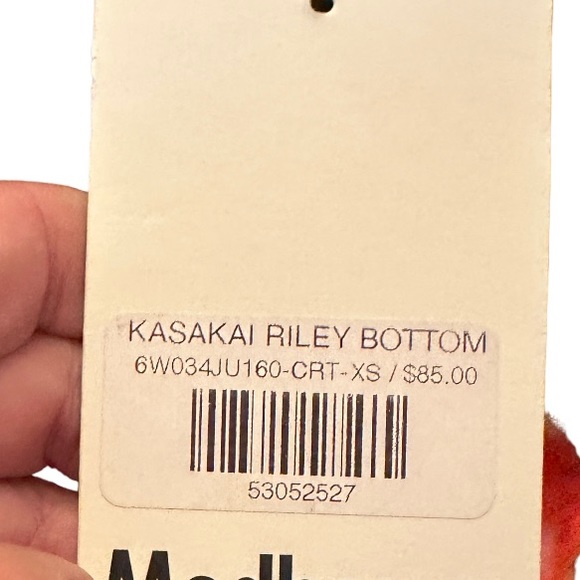 KASAKAI RILEY BOTTOM
6W034JU160-CRT-XS / $85.00
53052527